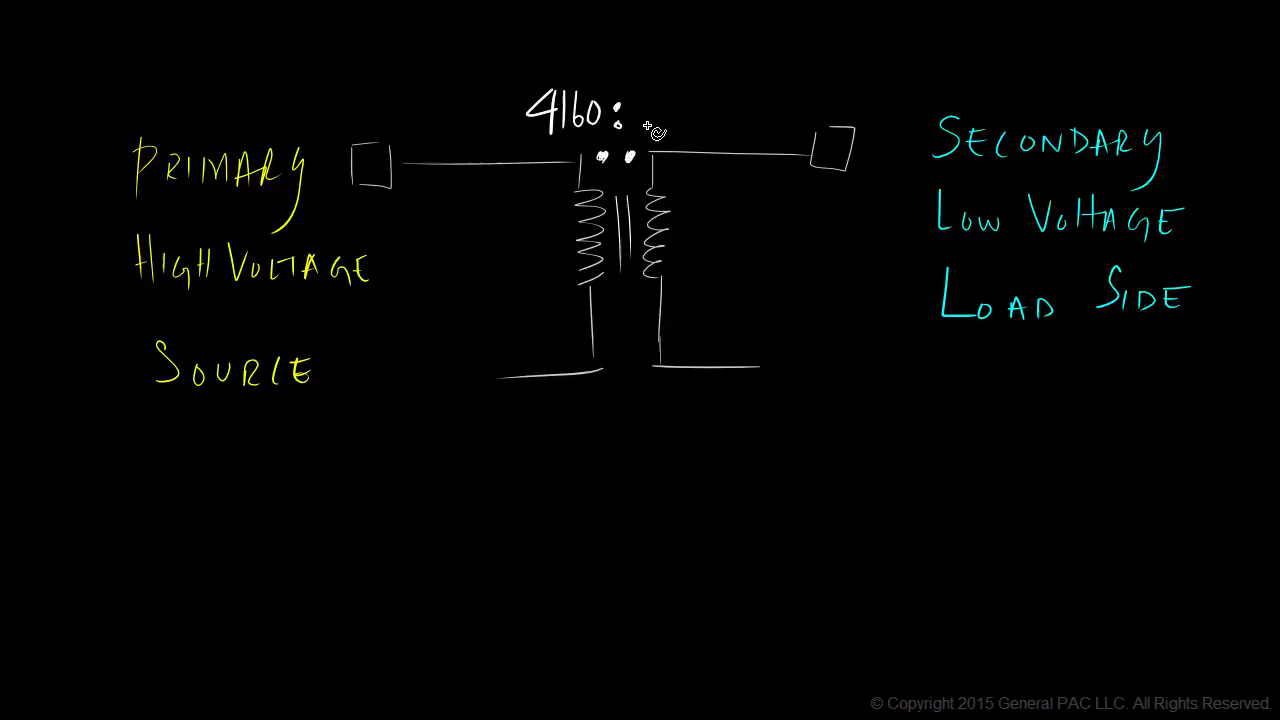 4160:
PRIMARY
HIGH VOLTAGE
SOURCE
SECONDARY
LOW VOLTAGE
LOAD SIDE
© Copyright 2015 General PAC LLC. All Rights Reserved.